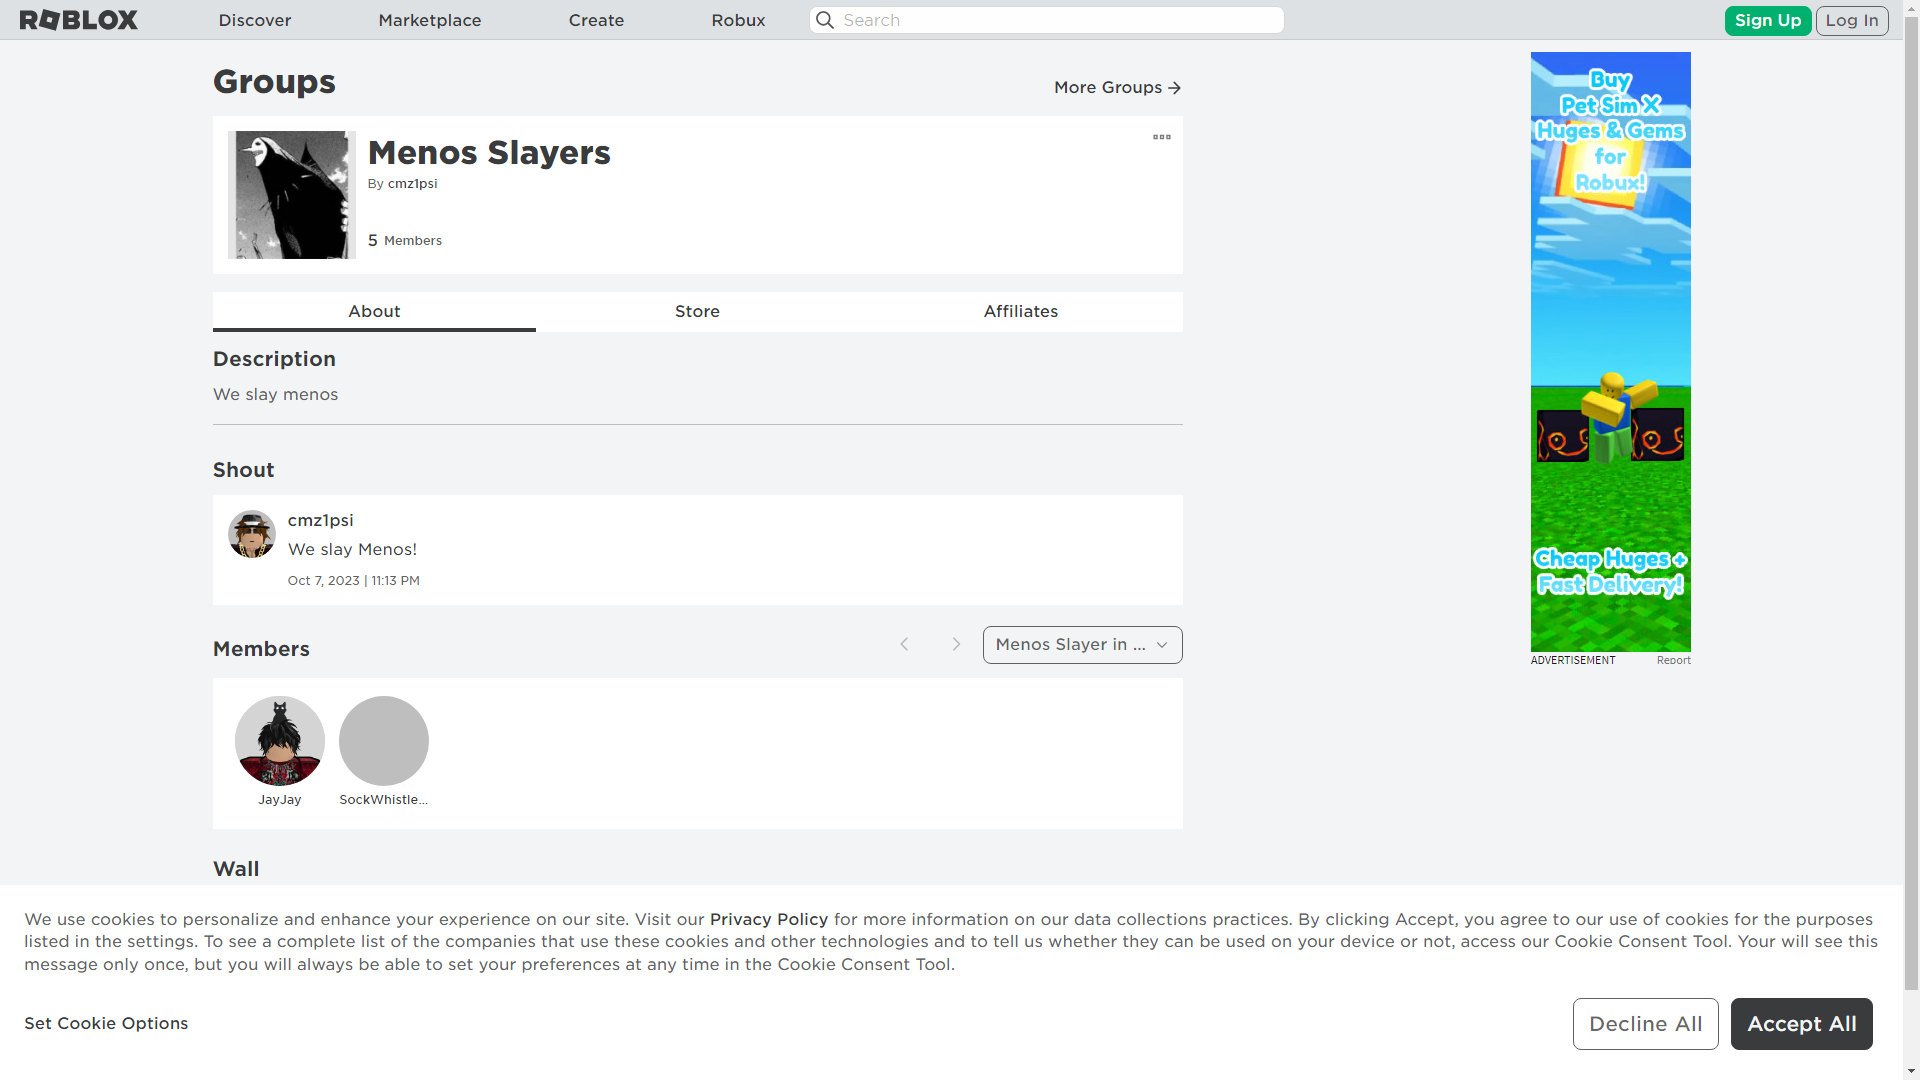 ROBLOX
Discover
Marketplace
Create
Robux
Search
Sign Up
Log In
Groups
More Groups
Menos Slayers
By cmz1psi
5 Members
About
Store
Affiliates
Description
We slay menos
Shout
cmz1psi
We slay Menos!
Oct 7, 2023 | 11:13 PM
Members
Menos Slayer in ...
JayJay
SockWhistle...
Wall
Buy
Pet Sim X
Huges & Gems
for
Robux!
Cheap Huges +
Fast Delivery!
ADVERTISEMENT
Report
We use cookies to personalize and enhance your experience on our site. Visit our Privacy Policy for more information on our data collections practices. By clicking Accept, you agree to our use of cookies for the purposes
listed in the settings. To see a complete list of the companies that use these cookies and other technologies and to tell us whether they can be used on your device or not, access our Cookie Consent Tool. Your will see this
message only once, but you will always be able to set your preferences at any time in the Cookie Consent Tool.
Set Cookie Options
Decline All
Accept All